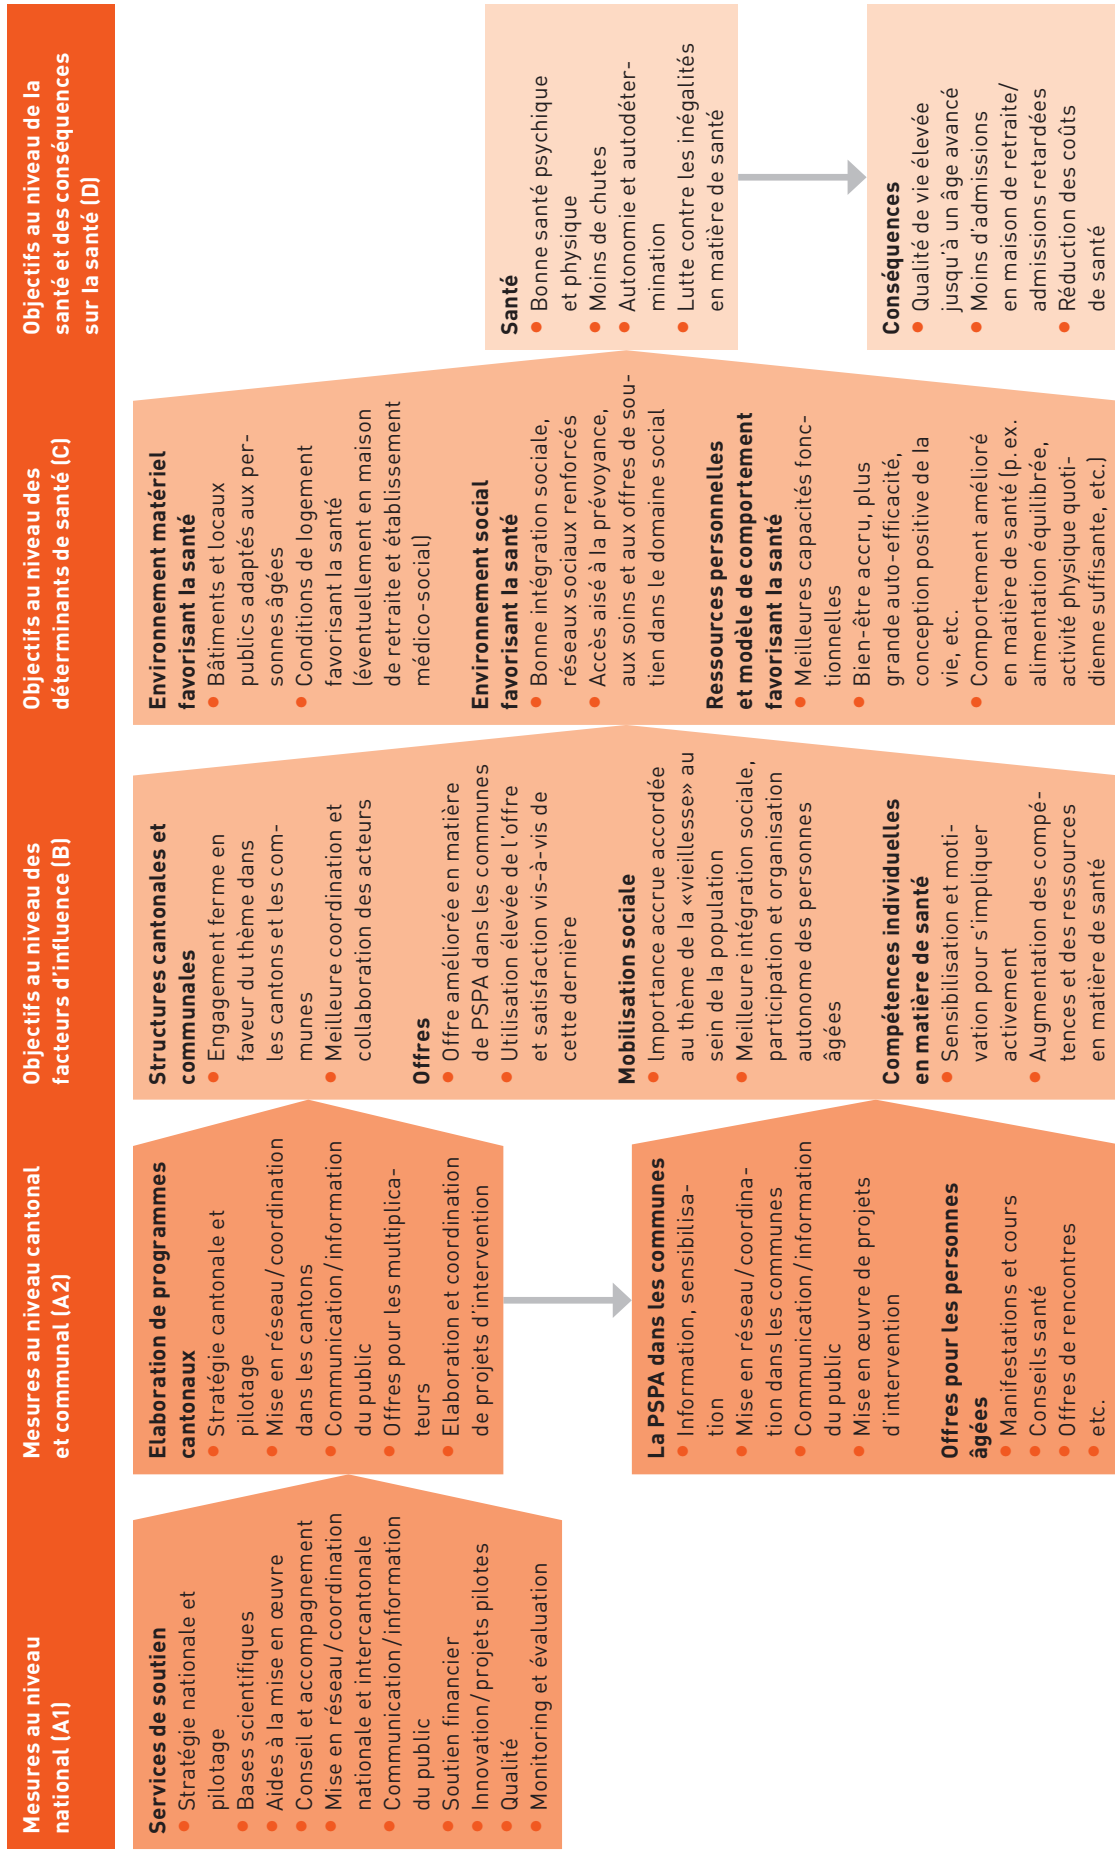 Mesures au niveau
national (A1)
Mesures au niveau cantonal
et communal (A2)
Objectifs au niveau des
facteurs d'influence (B)
Objectifs au niveau des
déterminants de santé (C)
Objectifs au niveau de la
santé et des conséquences
sur la santé (D)
Services de soutien
• Stratégie nationale et
pilotage
• Bases scientifiques
• Aides à la mise en œuvre
• Conseil et accompagnement
• Mise en réseau/coordination
nationale et intercantonale
• Communication/information
du public
• Soutien financier
• Innovation/projets pilotes
• Qualité
• Monitoring et évaluation
Elaboration de programmes
cantonaux
• Stratégie cantonale et
pilotage
• Mise en réseau/coordination
dans les cantons
• Communication/information
du public
• Offres pour les multiplica-
teurs
• Elaboration et coordination
de projets d'intervention
La PSPA dans les communes
• Information, sensibilisa-
tion
• Mise en réseau/coordina-
tion dans les communes
• Communication/information
du public
• Mise en œuvre de projets
d'intervention
Offres pour les personnes
âgées
• Manifestations et cours
• Conseils santé
• Offres de rencontres
• etc.
Structures cantonales et
communales
• Engagement ferme en
faveur du thème dans
les cantons et les com-
munes
• Meilleure coordination et
collaboration des acteurs
Offres
• Offre améliorée en matière
de PSPA dans les communes
• Utilisation élevée de l'offre
et satisfaction vis-à-vis de
cette dernière
Mobilisation sociale
• Importance accrue accordée
au thème de la «vieillesse» au
sein de la population
• Meilleure intégration sociale,
participation et organisation
autonome des personnes
âgées
Compétences individuelles
en matière de santé
• Sensibilisation et moti-
vation pour s'impliquer
activement
• Augmentation des compé-
tences et des ressources
en matière de santé
Environnement matériel
favorisant la santé
• Bâtiments et locaux
publics adaptés aux per-
sonnes âgées
• Conditions de logement
favorisant la santé
(éventuellement en maison
de retraite et établissement
médico-social)
Environnement social
favorisant la santé
• Bonne intégration sociale,
réseaux sociaux renforcés
• Accès aisé à la prévoyance,
aux soins et aux offres de sou-
tien dans le domaine social
Ressources personnelles
et modèle de comportement
favorisant la santé
• Meilleures capacités fonc-
tionnelles
• Bien-être accru, plus
grande auto-efficacité,
conception positive de la
vie, etc.
• Comportement amélioré
en matière de santé (p. ex.
alimentation équilibrée,
activité physique quoti-
dienne suffisante, etc.)
Santé
• Bonne santé psychique
et physique
• Moins de chutes
• Autonomie et autodéter-
mination
• Lutte contre les inégalités
en matière de santé
Conséquences
• Qualité de vie élevée
jusqu'à un âge avancé
• Moins d'admissions
en maison de retraite/
admissions retardées
• Réduction des coûts
de santé